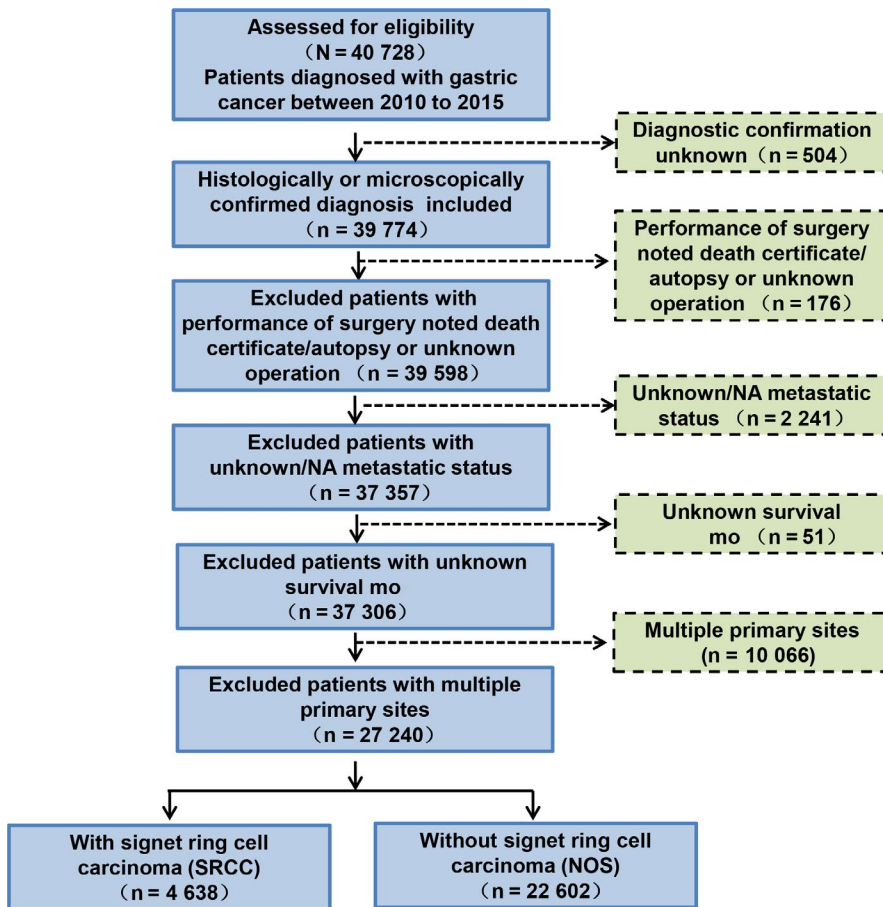 Assessed for eligibility
（N = 40 728）
Patients diagnosed with gastric
cancer between 2010 to 2015
Diagnostic confirmation
unknown（n = 504）
Histologically or microscopically
confirmed diagnosis included
（n = 39 774）
Performance of surgery
noted death certificate/
autopsy or unknown
operation（n = 176）
Excluded patients with
performance of surgery noted death
certificate/autopsy or unknown
operation（n = 39 598）
Unknown/NA metastatic
status（n = 2 241）
Excluded patients with
unknown/NA metastatic status
（n = 37 357）
Unknown survival
mo（n = 51）
Excluded patients with unknown
survival mo
（n = 37 306）
Multiple primary sites
(n = 10 066)
Excluded patients with multiple
primary sites
（n = 27 240）
With signet ring cell
carcinoma (SRCC)
（n = 4 638）
Without signet ring cell
carcinoma (NOS)
（n = 22 602）